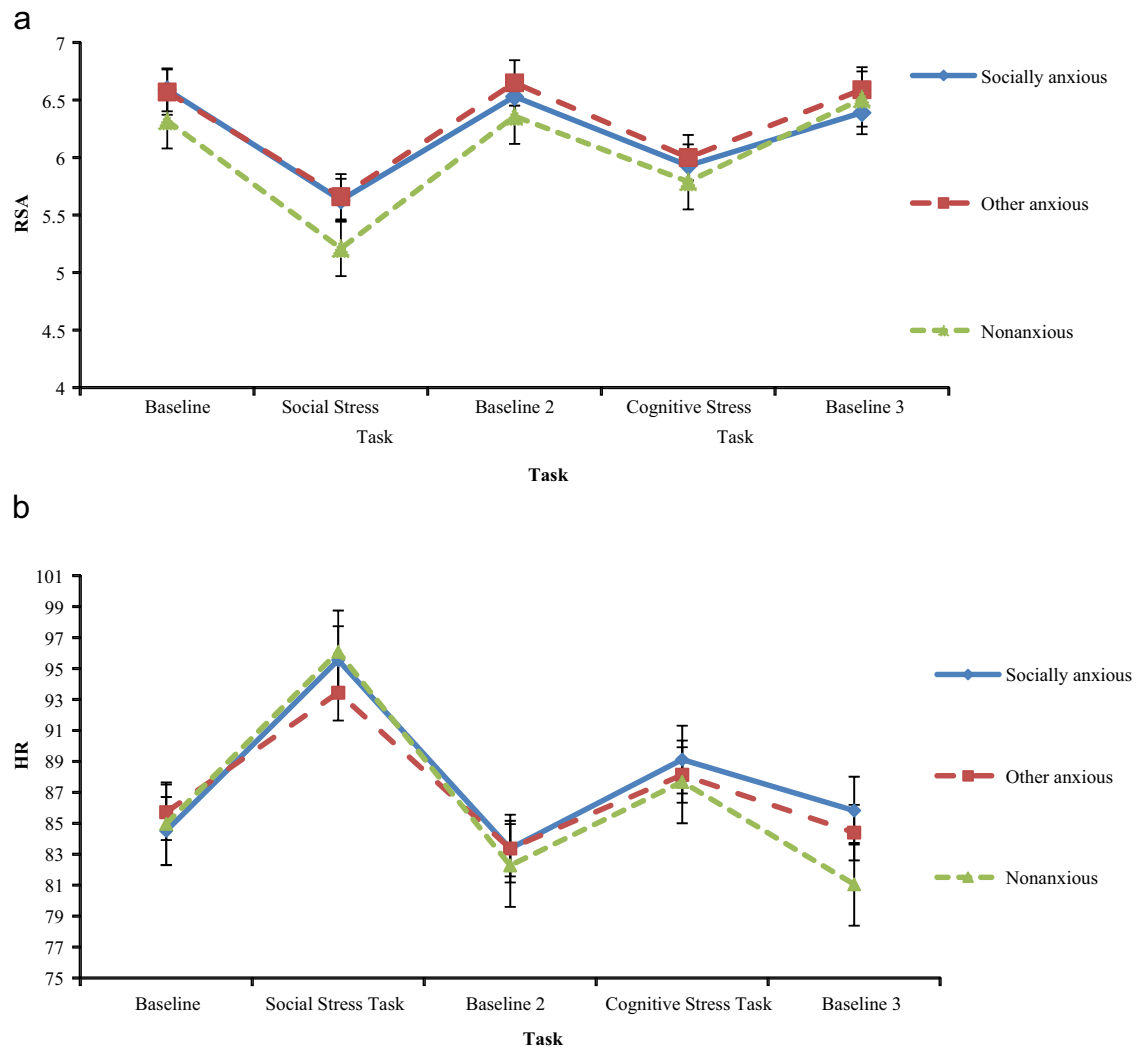 a
7
6.5
6
5.5
5
4.5
4
RSA
Baseline
Social Stress
Task
Baseline 2
Cognitive Stress
Task
Baseline 3
Task
Socially anxious
Other anxious
Nonanxious
b
101
99
97
95
93
91
89
87
85
83
81
79
77
75
HR
Baseline
Social Stress Task
Baseline 2
Cognitive Stress Task
Baseline 3
Task
Socially anxious
Other anxious
Nonanxious